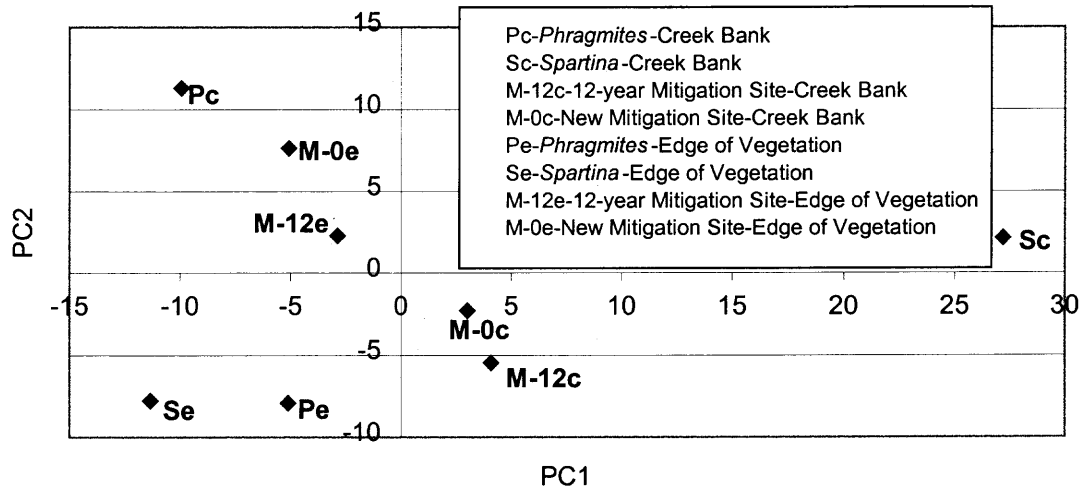 15
Pc-Phragmites-Creek Bank
Sc-Spartina-Creek Bank
M-12c-12-year Mitigation Site-Creek Bank
M-0c-New Mitigation Site-Creek Bank
Pe-Phragmites-Edge of Vegetation
Se-Spartina-Edge of Vegetation
M-12e-12-year Mitigation Site-Edge of Vegetation
M-0e-New Mitigation Site-Edge of Vegetation
Pc
10
M-0e
5
M-12e
Sc
PC2
0
-15 -10 -5 0 5 10 15 20 25 30
M-0c
-5
M-12c
Se
Pe
-10
PC1